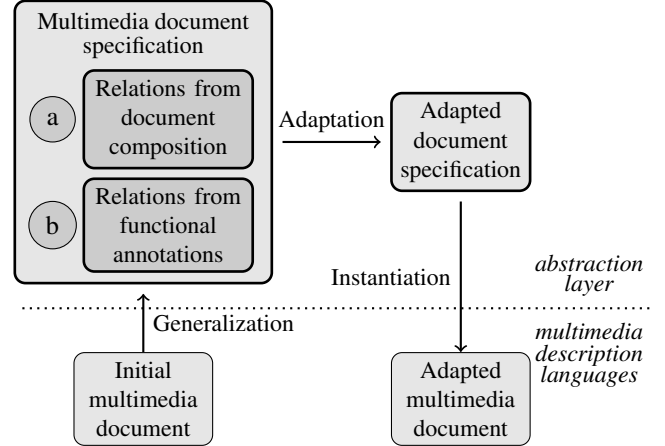 Multimedia document
specification
a
Relations from
document
composition
b
Relations from
functional
annotations
Adaptation
Adapted
document
specification
Instantiation
abstraction
layer
Generalization
multimedia
description
languages
Initial
multimedia
document
Adapted
multimedia
document